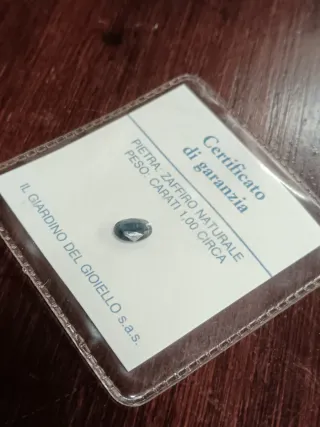 Certificato
di garanzia
PIETRA: ZAFFIRO NATURALE
PESO: CARATI 1,00 CIRCA
IL GIARDINO DEL GIOIELLO s.a.s.